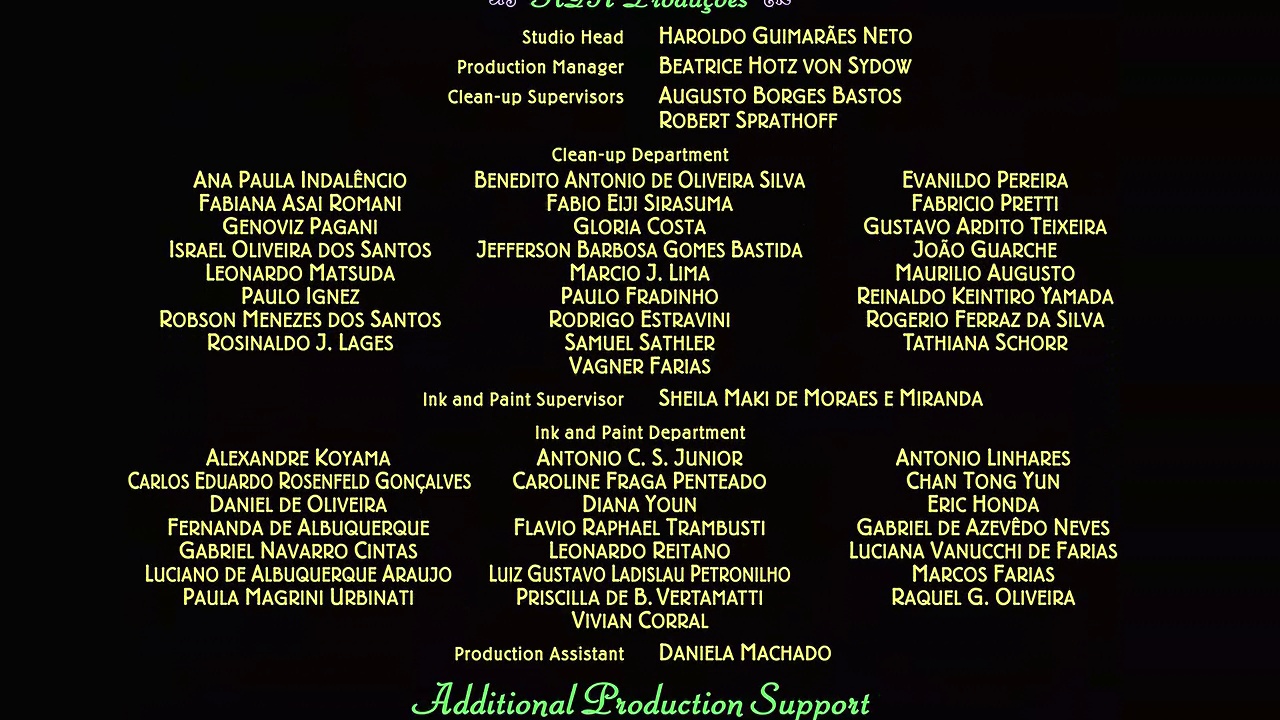 Produções
Studio Head HAROLDO GUIMARÃES NETO
Production Manager BEATRICE HOTZ VON SYDOW
Clean-up Supervisors AUGUSTO BORGES BASTOS
ROBERT SPRATHOFF
Clean-up Department
ANA PAULA INDALÊNCIO BENEDITO ANTONIO DE OLIVEIRA SILVA EVANILDO PEREIRA
FABIANA ASAI ROMANI FABIO EIJI SIRASUMA FABRICIO PRETTI
GENOVIZ PAGANI GLORIA COSTA GUSTAVO ARDITO TEIXEIRA
ISRAEL OLIVEIRA DOS SANTOS JEFFERSON BARBOSA GOMES BASTIDA JOÃO GUARCHE
LEONARDO MATSUDA MARCIO J. LIMA MAURILIO AUGUSTO
PAULO IGNEZ PAULO FRADINHO REINALDO KEINTIRO YAMADA
ROBSON MENEZES DOS SANTOS RODRIGO ESTRAVINI ROGERIO FERRAZ DA SILVA
ROSINALDO J. LAGES SAMUEL SATHLER TATHIANA SCHORR
VAGNER FARIAS
Ink and Paint Supervisor SHEILA MAKI DE MORAES E MIRANDA
Ink and Paint Department
ALEXANDRE KOYAMA ANTONIO C. S. JUNIOR ANTONIO LINHARES
CARLOS EDUARDO ROSENFELD GONÇALVES CAROLINE FRAGA PENTEADO CHAN TONG YUN
DANIEL DE OLIVEIRA DIANA YOUN ERIC HONDA
FERNANDA DE ALBUQUERQUE FLAVIO RAPHAEL TRAMBUSTI GABRIEL DE AZEVÊDO NEVES
GABRIEL NAVARRO CINTAS LEONARDO REITANO LUCIANA VANUCCHI DE FARIAS
LUCIANO DE ALBUQUERQUE ARAUJO LUIZ GUSTAVO LADISLAU PETRONILHO MARCOS FARIAS
PAULA MAGRINI URBINATI PRISCILLA DE B. VERTAMATTI RAQUEL G. OLIVEIRA
VIVIAN CORRAL
Production Assistant DANIELA MACHADO
Additional Production Support